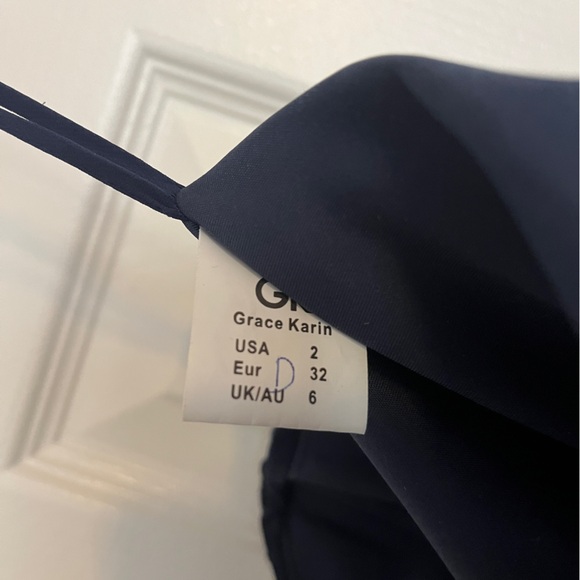 Grace Karin
USA 2
Eur D 32
UK/AU 6